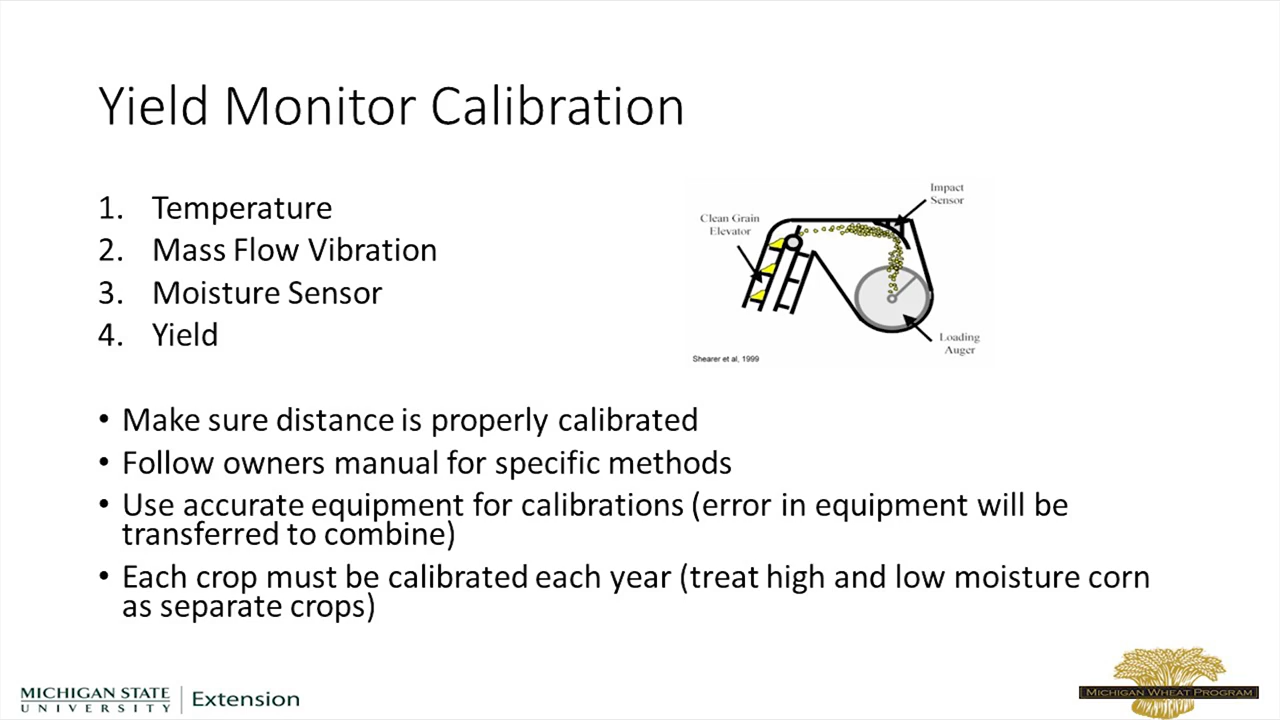 Yield Monitor Calibration
1. Temperature
2. Mass Flow Vibration
3. Moisture Sensor
4. Yield
Impact
Sensor
Clean Grain
Elevator
Loading
Auger
Shearer et al, 1999
• Make sure distance is properly calibrated
• Follow owners manual for specific methods
• Use accurate equipment for calibrations (error in equipment will be
transferred to combine)
• Each crop must be calibrated each year (treat high and low moisture corn
as separate crops)
MICHIGAN STATE
UNIVERSITY
Extension
MICHIGAN WHEAT PROGRAM